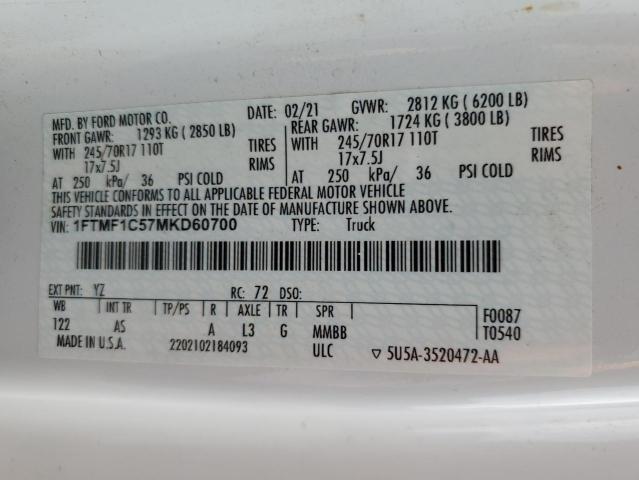 MFD. BY FORD MOTOR CO. DATE: 02/21 GVWR: 2812 KG ( 6200 LB)
FRONT GAWR: 1293 KG ( 2850 LB) REAR GAWR: 1724 KG ( 3800 LB)
WITH 245/70R17 110T TIRES WITH 245/70R17 110T TIRES
17x7.5J RIMS 17x7.5J RIMS
AT 250 kPa/ 36 PSI COLD AT 250 kPa/ 36 PSI COLD
THIS VEHICLE CONFORMS TO ALL APPLICABLE FEDERAL MOTOR VEHICLE
SAFETY STANDARDS IN EFFECT ON THE DATE OF MANUFACTURE SHOWN ABOVE.
VIN: 1FTMF1C57MKD60700 TYPE: Truck
EXT PNT: YZ RC: 72 DSO:
WB INT TR TP/PS R AXLE TR SPR F0087
122 AS A L3 G MMBB T0540
MADE IN U.S.A. 2202102184093 ULC ▽ 5U5A-3520472-AA